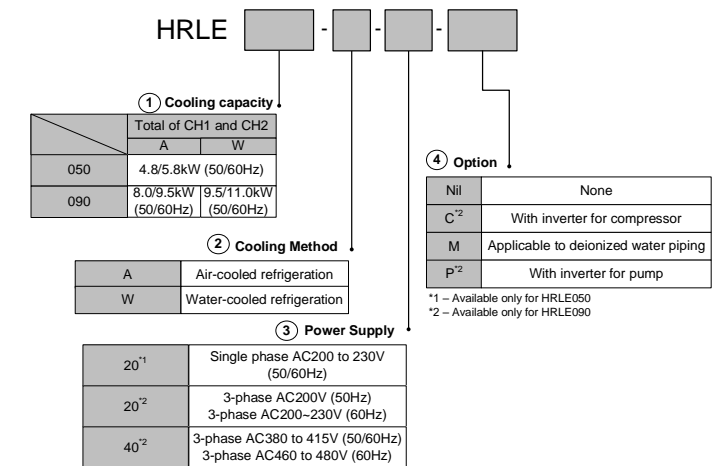 HRLE - - -
① Cooling capacity
Total of CH1 and CH2
A W
050 4.8/5.8kW (50/60Hz)
090 8.0/9.5kW (50/60Hz) 9.5/11.0kW (50/60Hz)
② Cooling Method
A Air-cooled refrigeration
W Water-cooled refrigeration
③ Power Supply
20*1 Single phase AC200 to 230V
(50/60Hz)
20*2 3-phase AC200V (50Hz)
3-phase AC200~230V (60Hz)
40*2 3-phase AC380 to 415V (50/60Hz)
3-phase AC460 to 480V (60Hz)
④ Option
Nil None
C*2 With inverter for compressor
M Applicable to deionized water piping
P*2 With inverter for pump
*1 – Available only for HRLE050
*2 – Available only for HRLE090